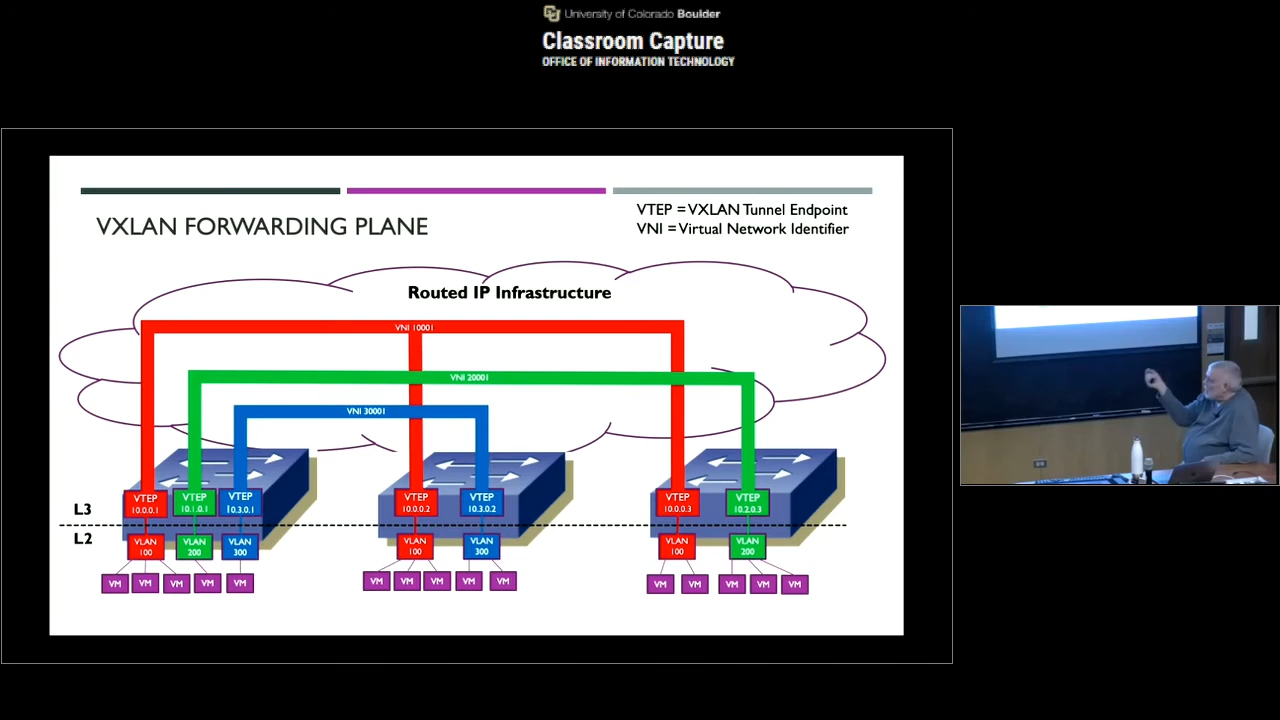 University of Colorado Boulder
Classroom Capture
OFFICE OF INFORMATION TECHNOLOGY
VXLAN FORWARDING PLANE
VTEP = VXLAN Tunnel Endpoint
VNI = Virtual Network Identifier
Routed IP Infrastructure
VNI 10001
VNI 20001
VNI 30001
L3
VTEP
10.0.0.1
VTEP
10.1.0.1
VTEP
10.3.0.1
VTEP
10.0.0.2
VTEP
10.3.0.2
VTEP
10.0.0.3
VTEP
10.2.0.3
L2
VLAN
100
VLAN
200
VLAN
300
VLAN
100
VLAN
300
VLAN
100
VLAN
200
VM VM VM VM VM
VM VM VM VM VM
VM VM VM VM VM